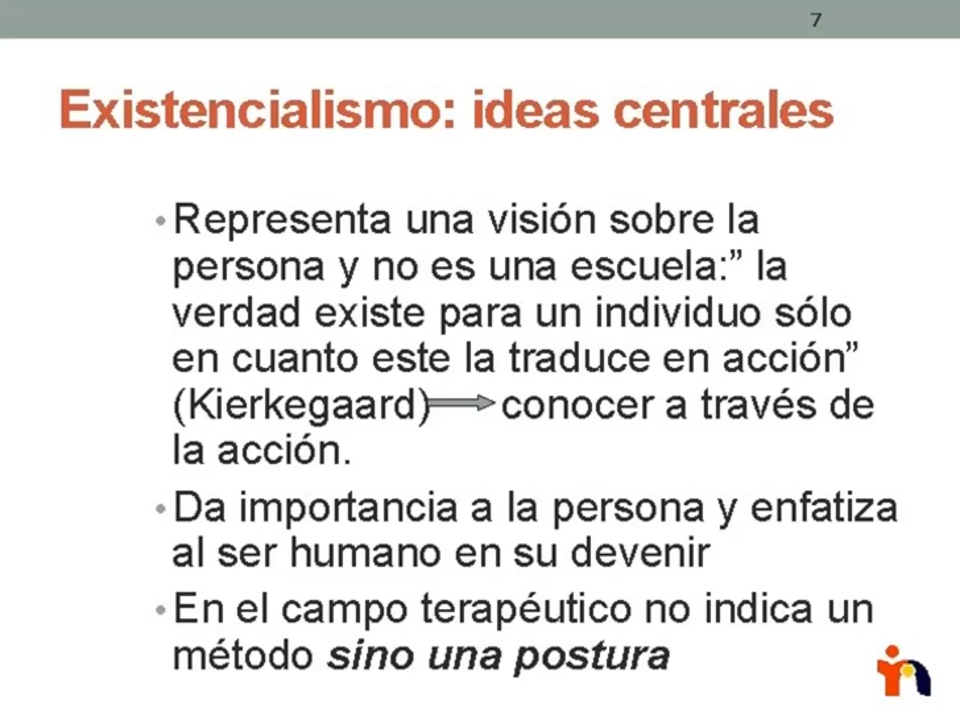 7
Existencialismo: ideas centrales
• Representa una visión sobre la
persona y no es una escuela:” la
verdad existe para un individuo sólo
en cuanto este la traduce en acción”
(Kierkegaard) conocer a través de
la acción.
• Da importancia a la persona y enfatiza
al ser humano en su devenir
• En el campo terapéutico no indica un
método sino una postura